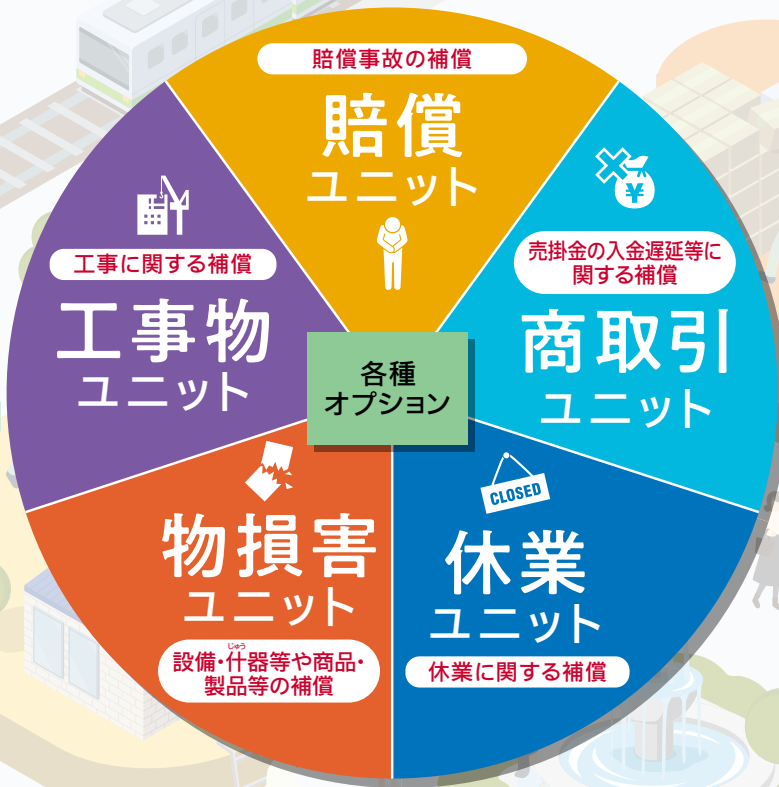 賠償事故の補償
賠償
ユニット
売掛金の入金遅延等に
関する補償
商取引
ユニット
工事に関する補償
工事物
ユニット
各種
オプション
CLOSED
休業
ユニット
休業に関する補償
物損害
ユニット
じゅう
設備・什器等や商品・
製品等の補償
¥